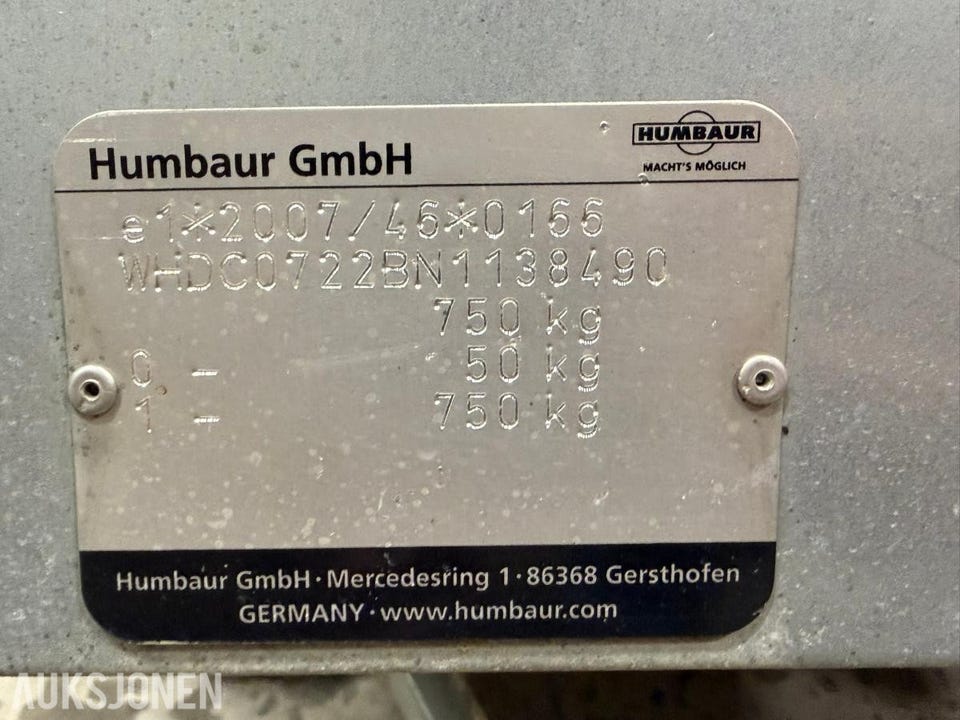 Humbaur GmbH
HUMBAUR
MACHT'S MÖGLICH
e1*2007/46*0166
WHDC0722BN1138490
750 kg
0 - 50 kg
1 - 750 kg
Humbaur GmbH · Mercedesring 1 · 86368 Gersthofen
GERMANY · www.humbaur.com
AUKSJONEN